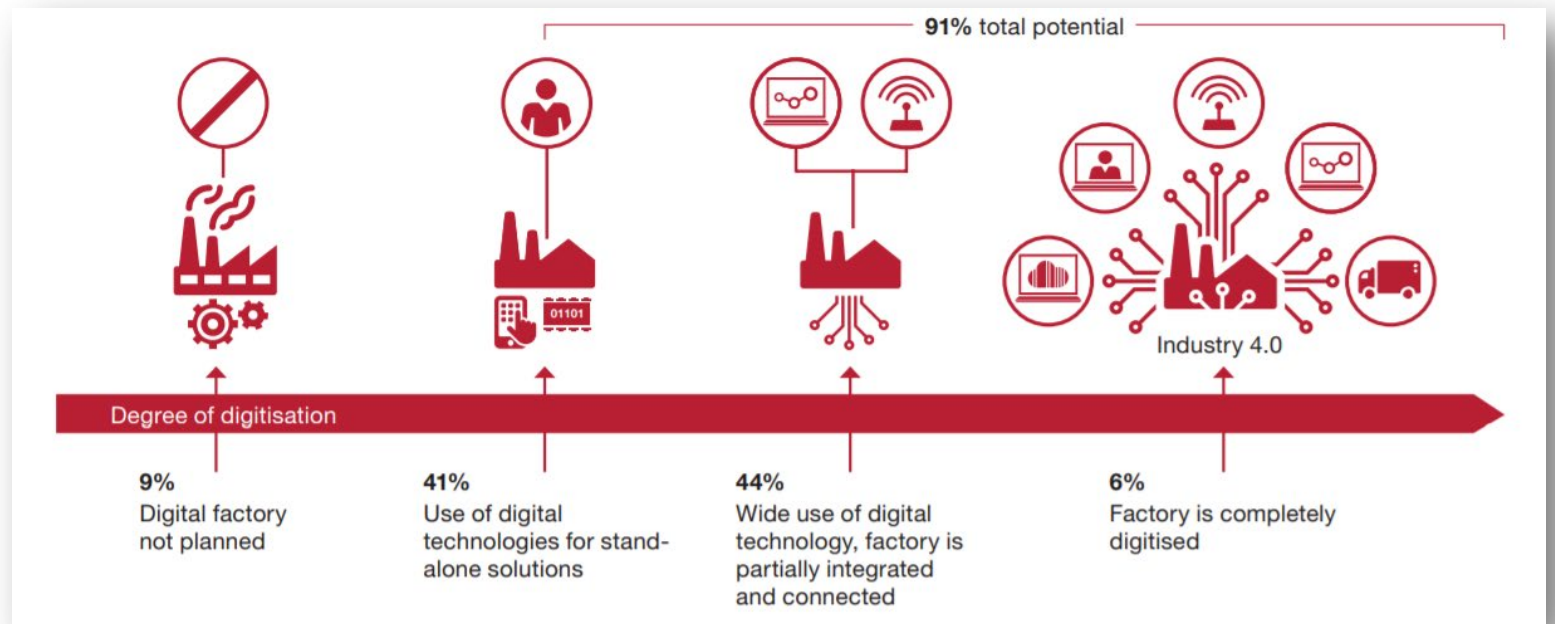 91% total potential
01101
Industry 4.0
Degree of digitisation
9%
Digital factory
not planned
41%
Use of digital
technologies for stand-
alone solutions
44%
Wide use of digital
technology, factory is
partially integrated
and connected
6%
Factory is completely
digitised